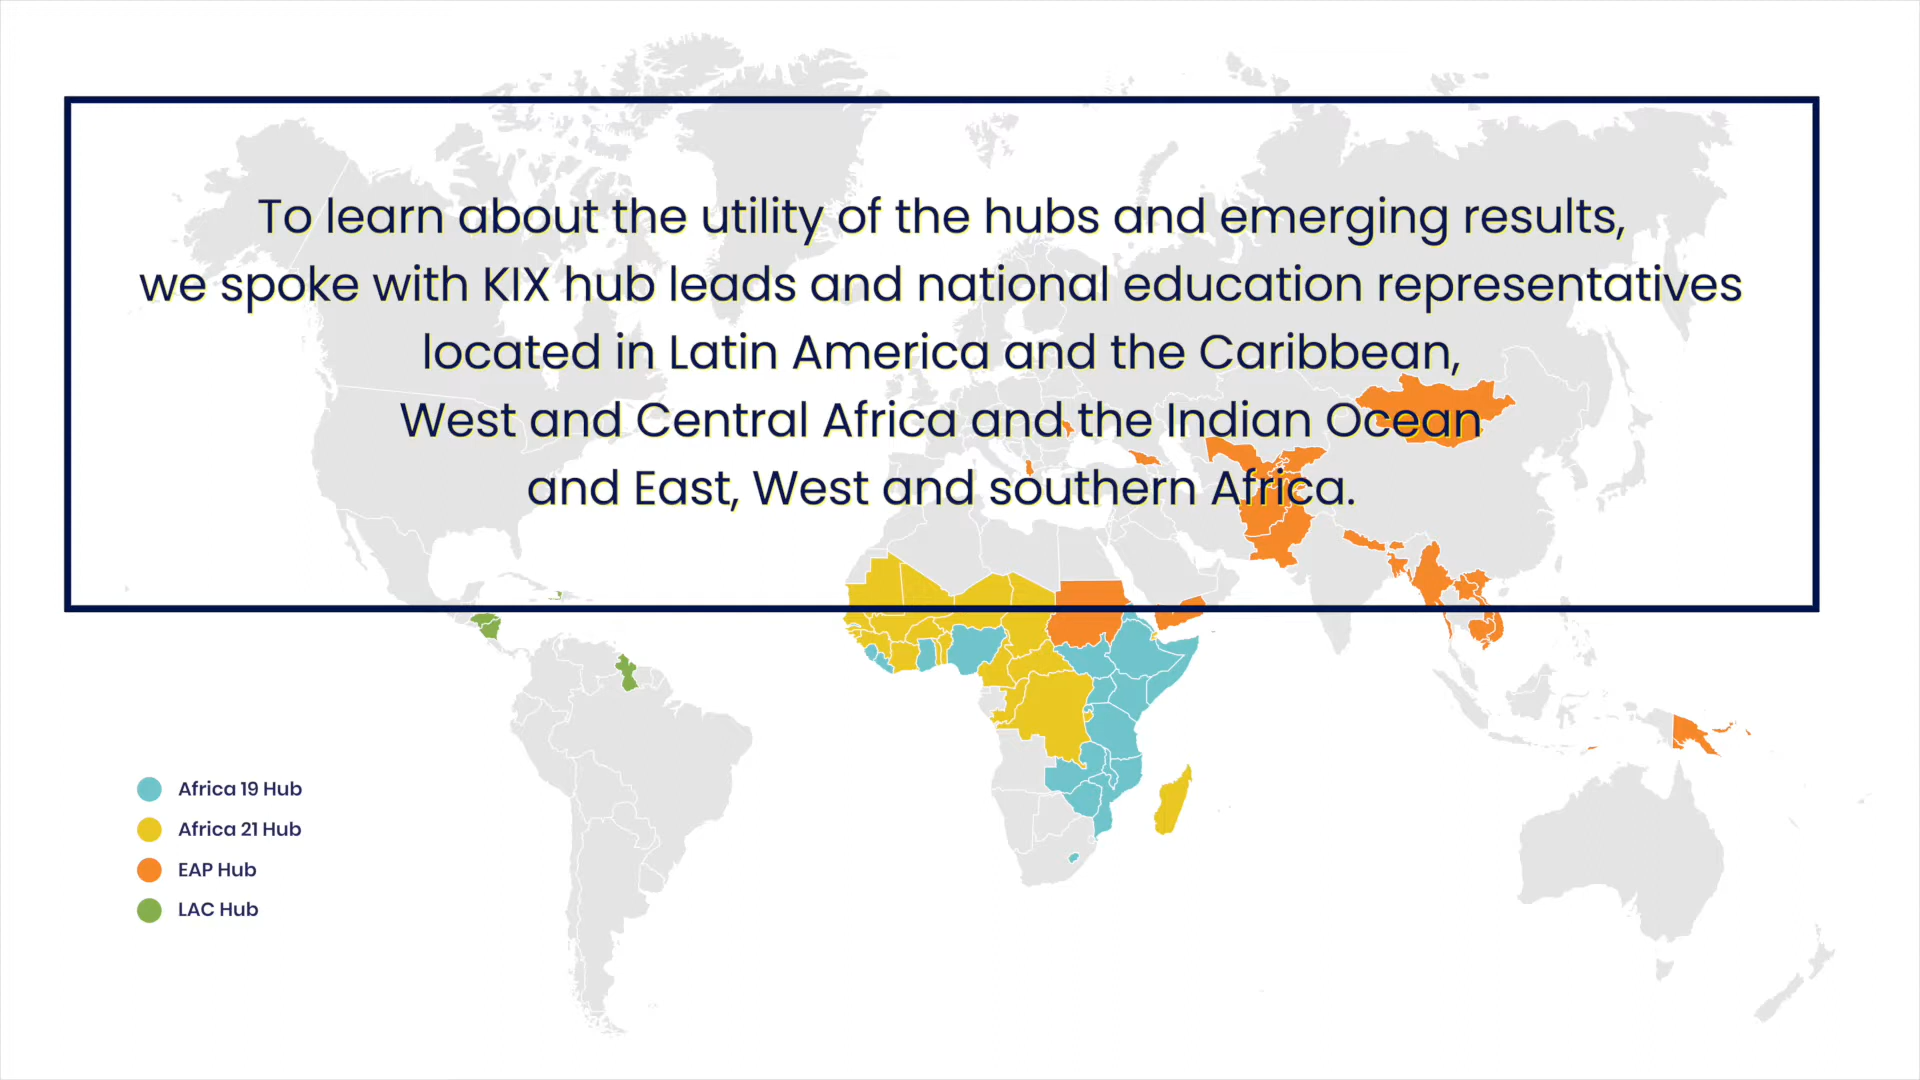 To learn about the utility of the hubs and emerging results,
we spoke with KIX hub leads and national education representatives
located in Latin America and the Caribbean,
West and Central Africa and the Indian Ocean
and East, West and southern Africa.
Africa 19 Hub
Africa 21 Hub
EAP Hub
LAC Hub